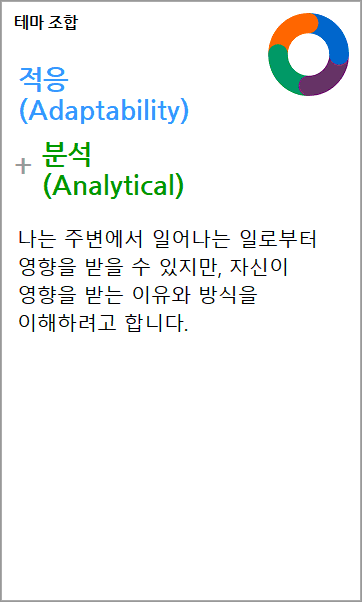 테마 조합
적응
(Adaptability)
+ 분석
(Analytical)
나는 주변에서 일어나는 일로부터
영향을 받을 수 있지만, 자신이
영향을 받는 이유와 방식을
이해하려고 합니다.